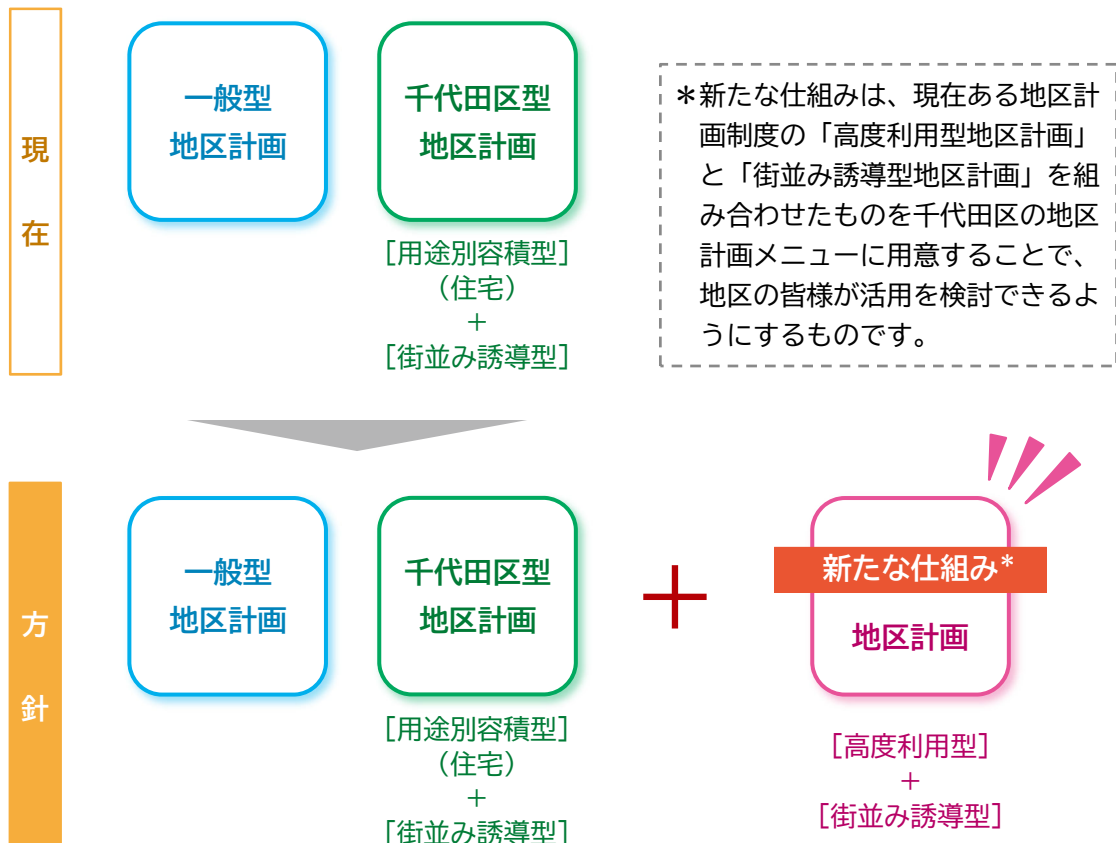 現在
一般型
地区計画
千代田区型
地区計画
［用途別容積型］
（住宅）
＋
［街並み誘導型］
＊新たな仕組みは、現在ある地区計
画制度の「高度利用型地区計画」
と「街並み誘導型地区計画」を組
み合わせたものを千代田区の地区
計画メニューに用意することで、
地区の皆様が活用を検討できるよ
うにするものです。
方針
一般型
地区計画
千代田区型
地区計画
［用途別容積型］
（住宅）
＋
［街並み誘導型］
＋
新たな仕組み*
地区計画
［高度利用型］
＋
［街並み誘導型］